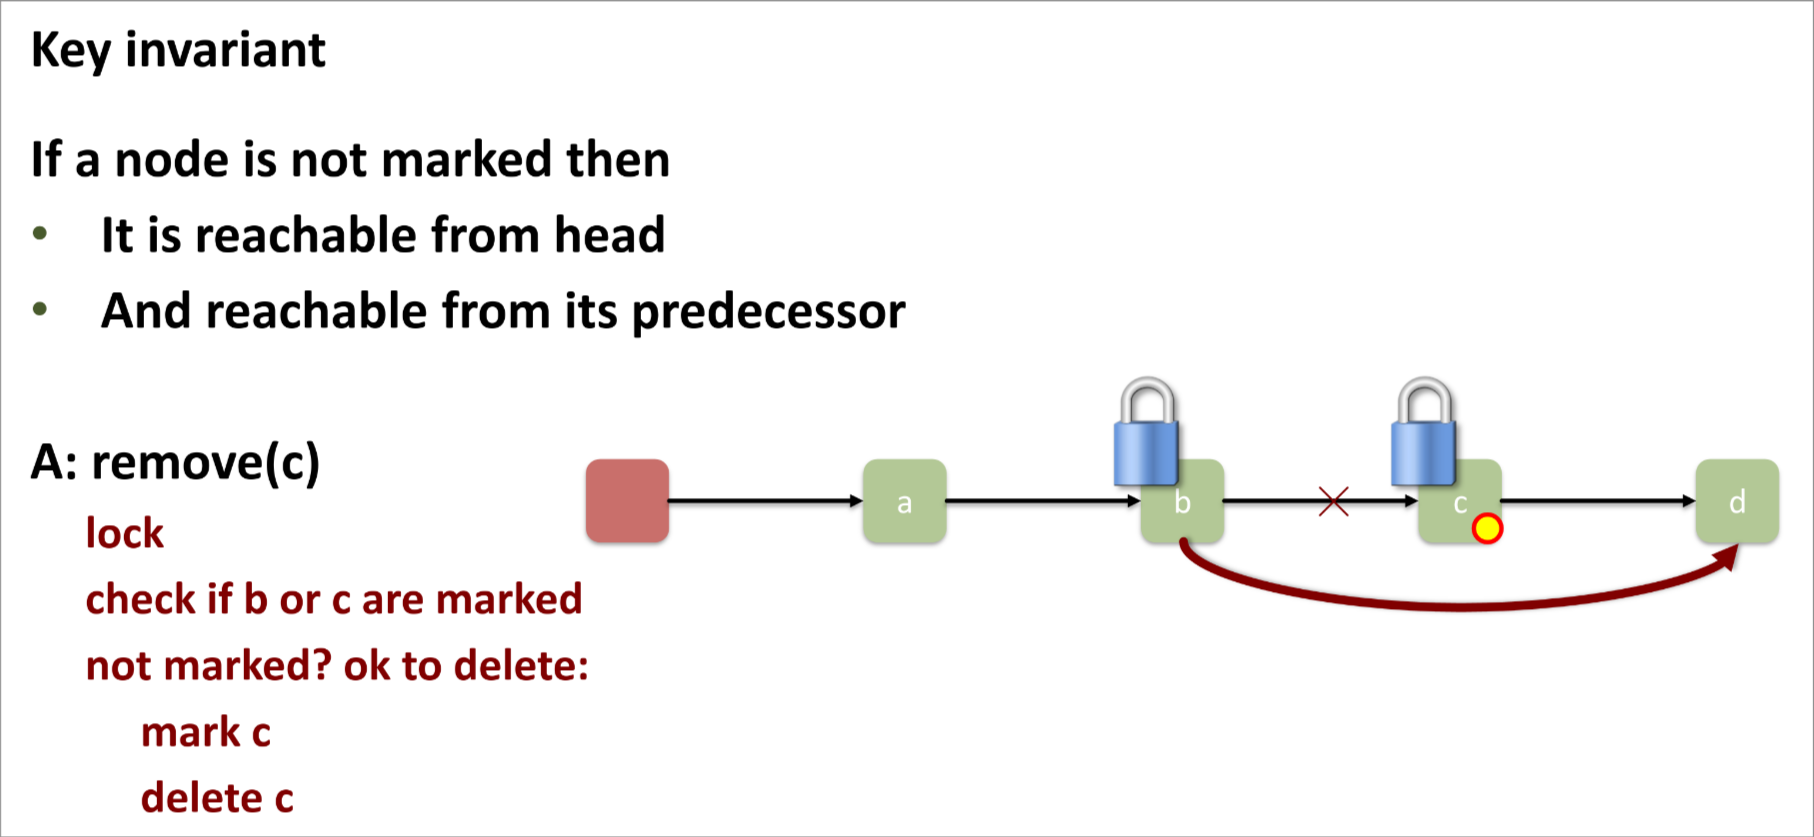 Key invariant
If a node is not marked then
• It is reachable from head
• And reachable from its predecessor
A: remove(c)
lock
check if b or c are marked
not marked? ok to delete:
mark c
delete c
a
b
c
d